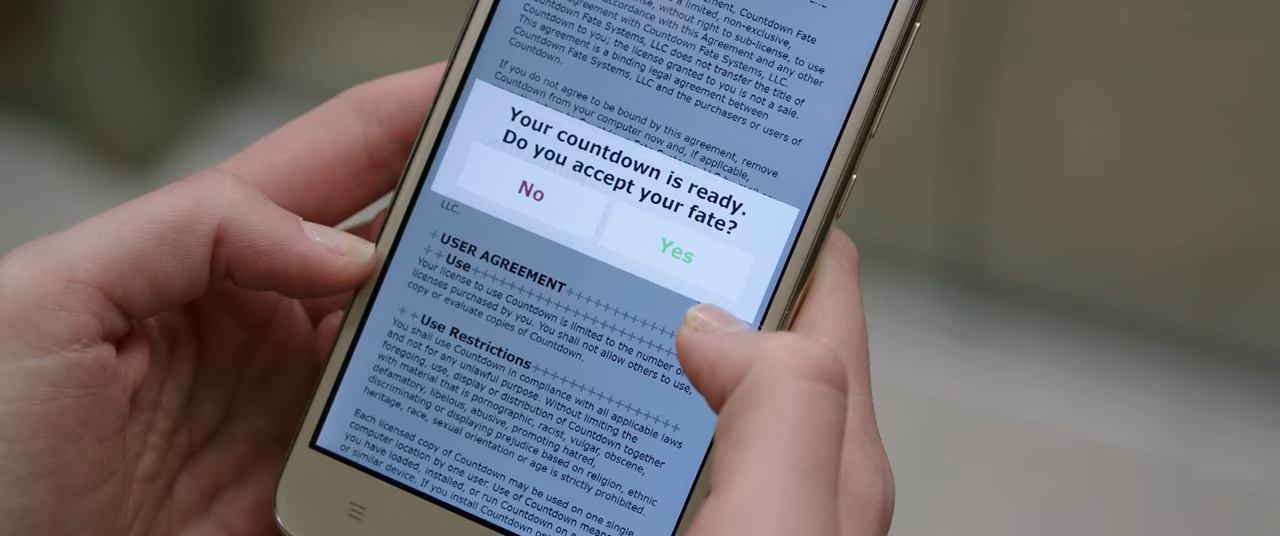 a limited, non-exclusive,
without right to sub-license, to use
accordance with this Agreement and any other
Agreement with Countdown Fate Systems, LLC.
Countdown Fate Systems, LLC does not transfer the title of
Countdown to you; the license granted to you is not a sale.
This agreement is a binding legal agreement between
Countdown Fate Systems, LLC and the purchasers or users of
Countdown.
If you do not agree to be bound by this agreement, remove
Countdown from your computer now and, if applicable,
Your countdown is ready.
Do you accept your fate?
No
Yes
LLC.
+USER AGREEMENT++++++++++++
++Use++++++++++++++++++
Your license to use Countdown is limited to the number of
licenses purchased by you. You shall not allow others to use,
copy or evaluate copies of Countdown.
++Use Restrictions++++++++++++++
You shall use Countdown in compliance with all applicable laws
and not for any unlawful purpose. Without limiting the
foregoing, use, display or distribution of Countdown together
with material that is pornographic, racist, vulgar, obscene,
defamatory, libelous, abusive, promoting hatred,
discriminating or displaying prejudice based on religion, ethnic
heritage, race, sexual orientation or age is strictly prohibited.
Each licensed copy of Countdown may be used on one single
computer location by one user. Use of Countdown means
you have loaded, installed, or run Countdown on a
or similar device. If you install Countdown